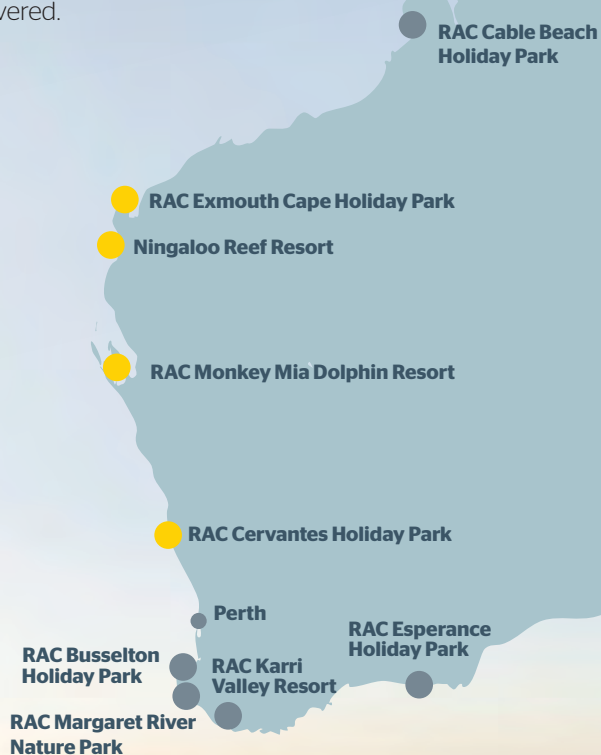 vered.
RAC Cable Beach
Holiday Park
RAC Exmouth Cape Holiday Park
Ningaloo Reef Resort
RAC Monkey Mia Dolphin Resort
RAC Cervantes Holiday Park
Perth
RAC Esperance
Holiday Park
RAC Busselton
Holiday Park
RAC Karri
Valley Resort
RAC Margaret River
Nature Park